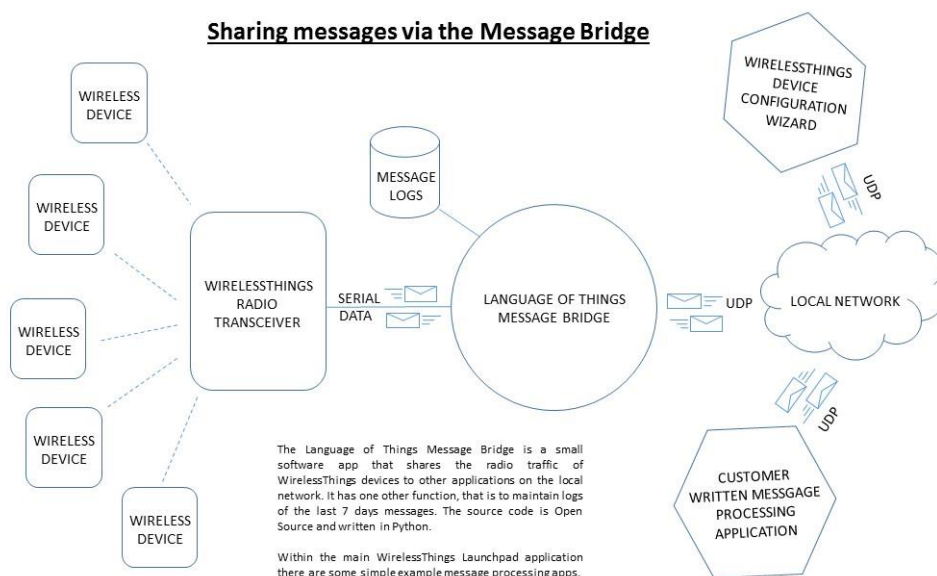 Sharing messages via the Message Bridge
WIRELESS
DEVICE
WIRELESS
DEVICE
WIRELESS
DEVICE
WIRELESS
DEVICE
WIRELESS
DEVICE
WIRELESSTHINGS
RADIO
TRANSCEIVER
MESSAGE
LOGS
SERIAL
DATA
LANGUAGE OF THINGS
MESSAGE BRIDGE
UDP
LOCAL NETWORK
WIRELESSTHINGS
DEVICE
CONFIGURATION
WIZARD
UDP
UDP
CUSTOMER
WRITTEN MESSGAGE
PROCESSING
APPLICATION
The Language of Things Message Bridge is a small
software app that shares the radio traffic of
WirelessThings devices to other applications on the local
network. It has one other function, that is to maintain logs
of the last 7 days messages. The source code is Open
Source and written in Python.
Within the main WirelessThings Launchpad application
there are some simple example message processing apps.